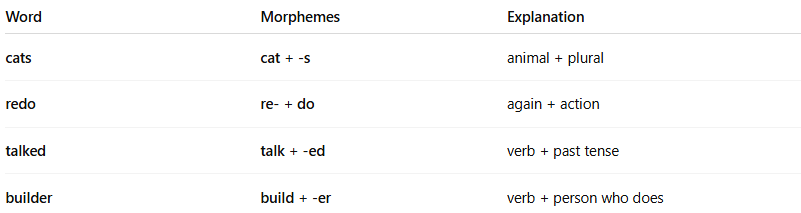 Word Morphemes Explanation
cats cat + -s animal + plural
redo re- + do again + action
talked talk + -ed verb + past tense
builder build + -er verb + person who does